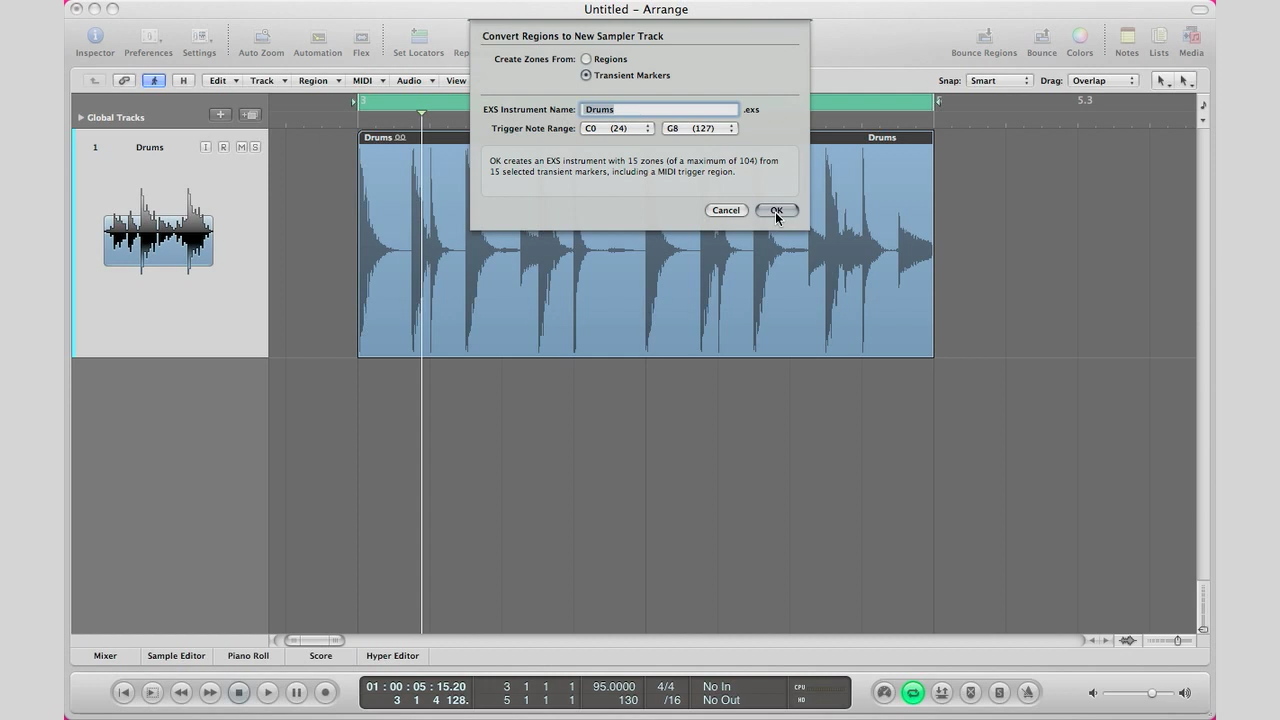 Untitled – Arrange
Inspector
Preferences
Settings
Auto Zoom
Automation
Flex
Set Locators
Bounce Regions
Bounce
Colors
Notes
Lists
Media
Convert Regions to New Sampler Track
Create Zones From:
Regions
Transient Markers
EXS Instrument Name:
Drums
.exs
Trigger Note Range:
C0 (24)
G8 (127)
OK creates an EXS instrument with 15 zones (of a maximum of 104) from
15 selected transient markers, including a MIDI trigger region.
Cancel
OK
H
Edit
Track
Region
MIDI
Audio
View
Snap:
Smart
Drag:
Overlap
Global Tracks
3
5.3
1
Drums
I
R
M
S
Drums
Drums
Mixer
Sample Editor
Piano Roll
Score
Hyper Editor
01 : 00 : 05 : 15.20
3 1 4 128.
3 1 1 1
5 1 1 1
95.0000
130
4/4
/16
No In
No Out
CPU
HD
S